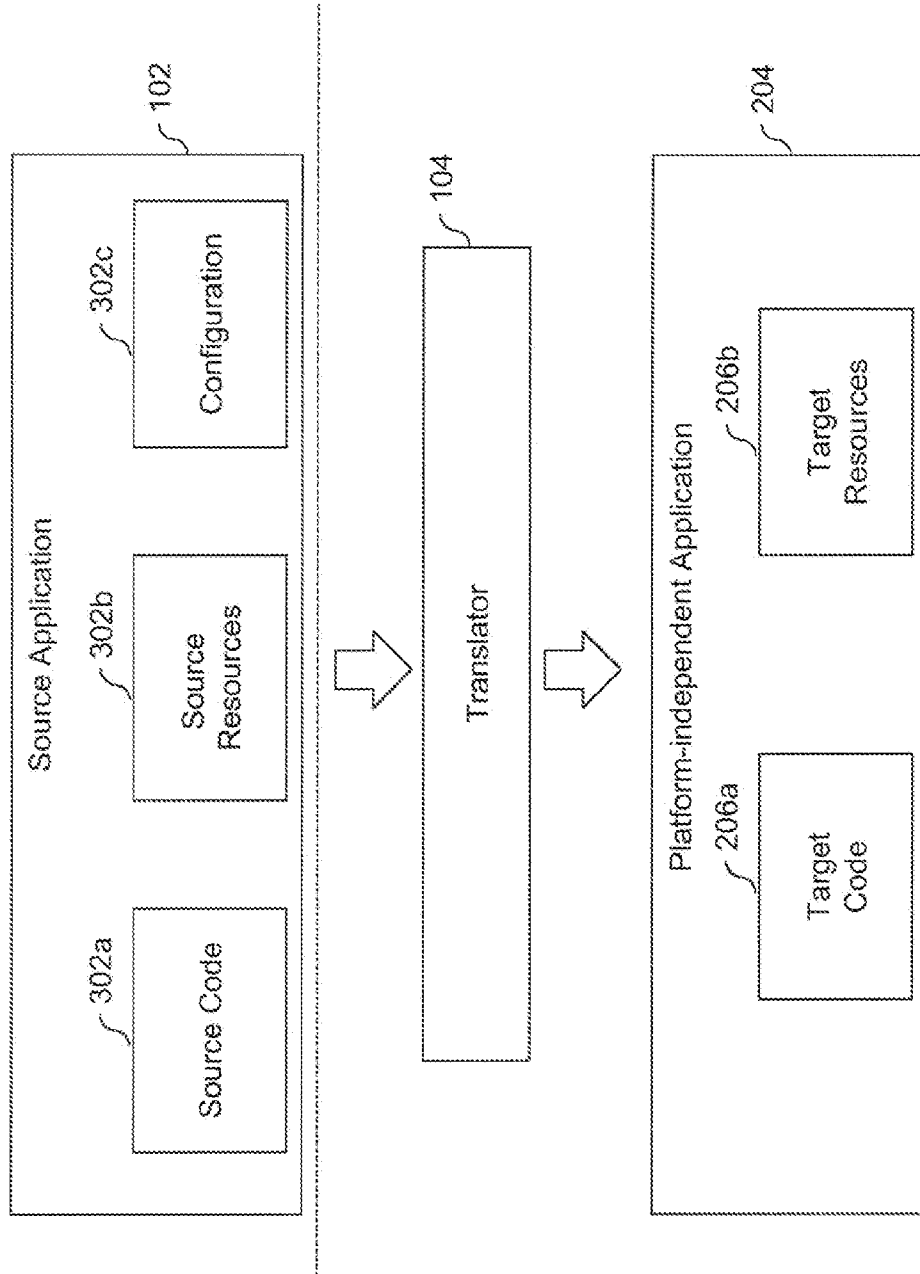 Source Application
102
302a
302b
302c
Source Code
Source
Resources
Configuration
104
Translator
204
Platform-independent Application
206a
206b
Target
Code
Target
Resources